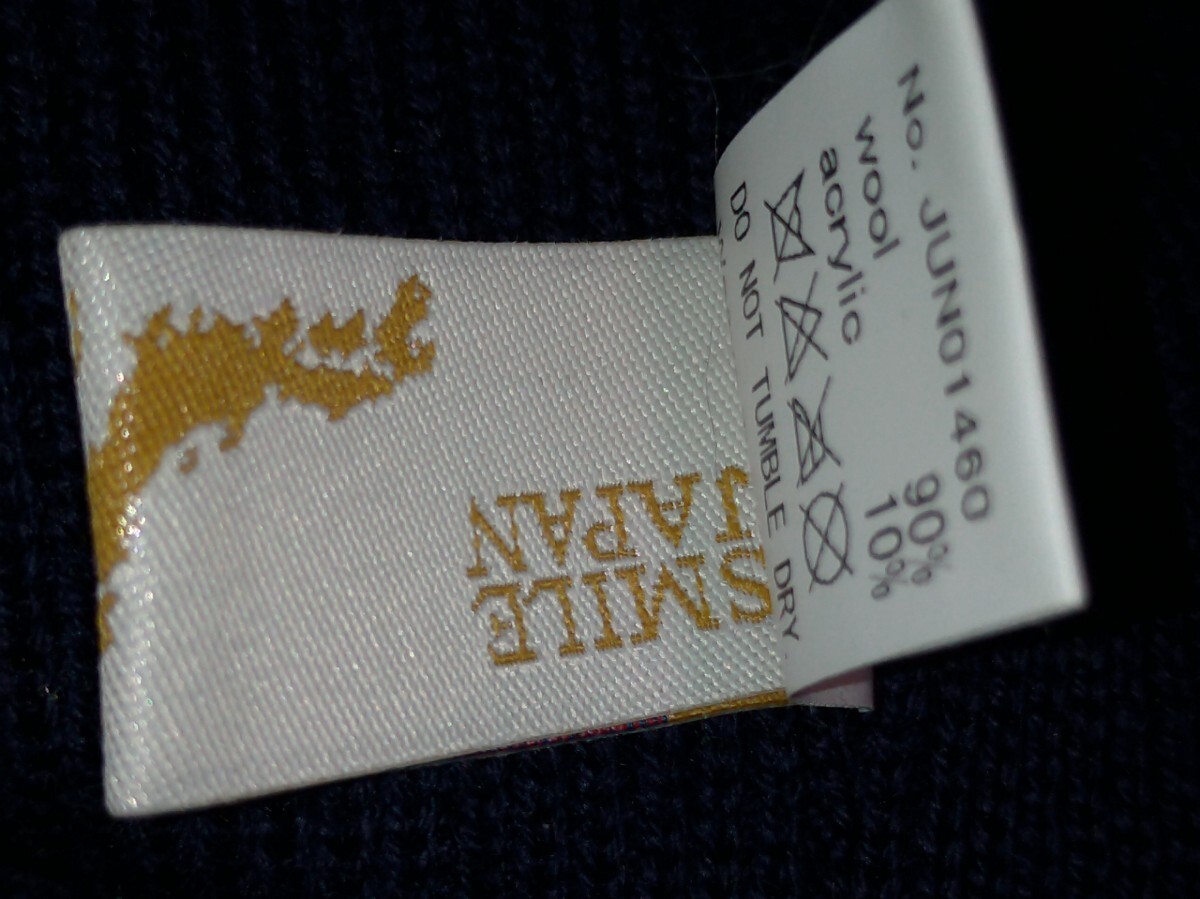 No. JUN01460
wool 90%
acrylic 10%
DO NOT TUMBLE DRY
SMILE
JAPAN